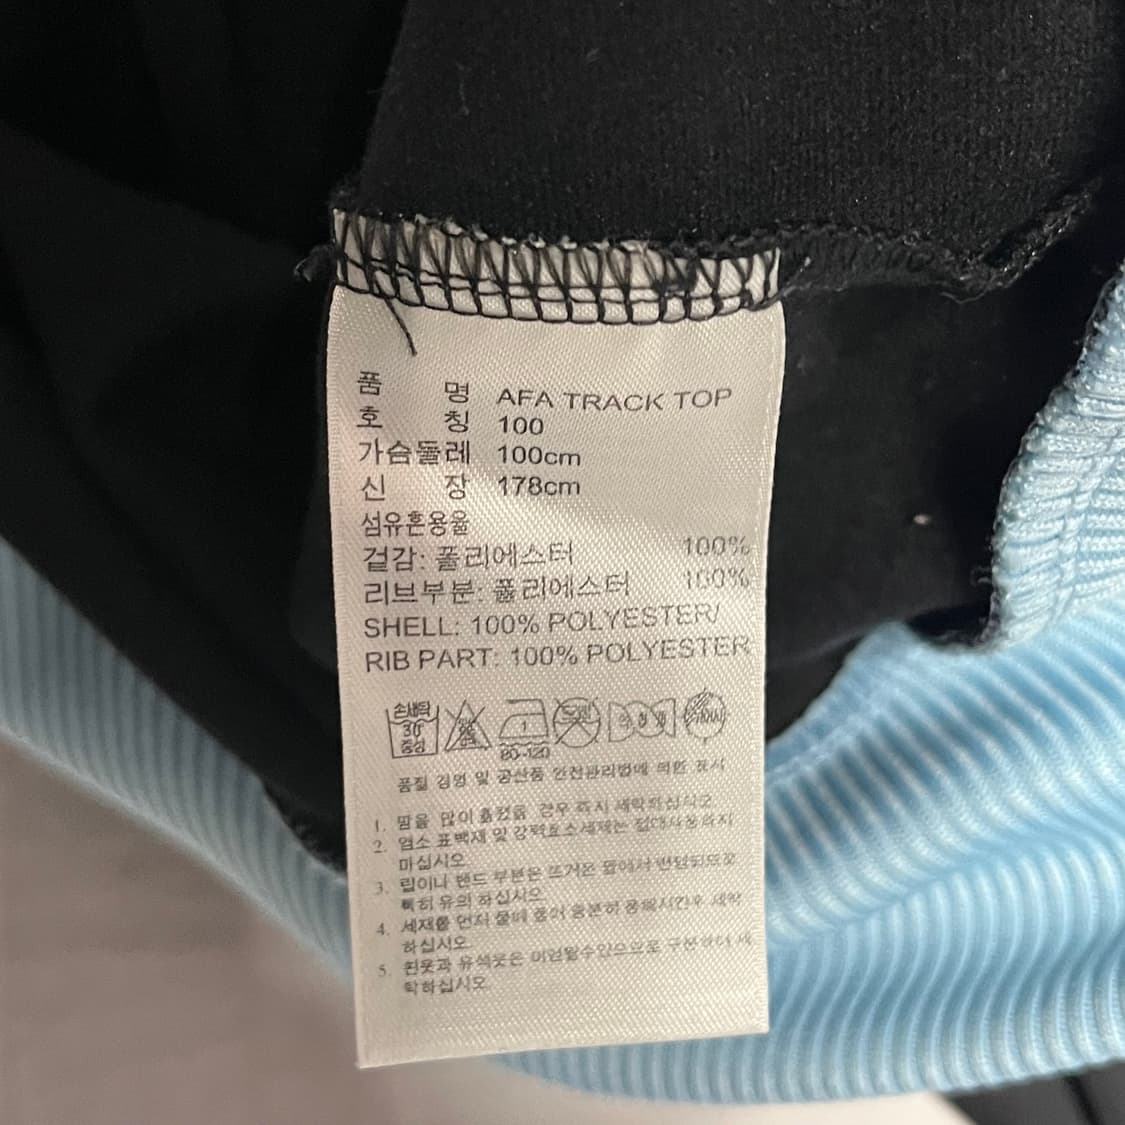 품 명 AFA TRACK TOP
호 칭 100
가슴둘레 100cm
신 장 178cm
섬유혼용율
겉감: 폴리에스터 100%
리브부분: 폴리에스터 100%
SHELL: 100% POLYESTER/
RIB PART: 100% POLYESTER
손세탁
30°
중성
80-120
품질 경영 및 공산품 안전관리법에 의한 표시
1. 땀을 많이 흘렸을 경우 즉시 세탁하십시오.
2. 염소 표백제 및 강력효소세제는 절대사용하지
마십시오.
3. 립이나 밴드 부분은 뜨거운 물에서 변형되므로
특히 유의 하십시오.
4. 세제를 먼저 물에 풀어 충분히 용해시킨후 세탁
하십시오.
5. 흰옷과 유색옷은 이염될수있으므로 구분하여 세
탁하십시오.